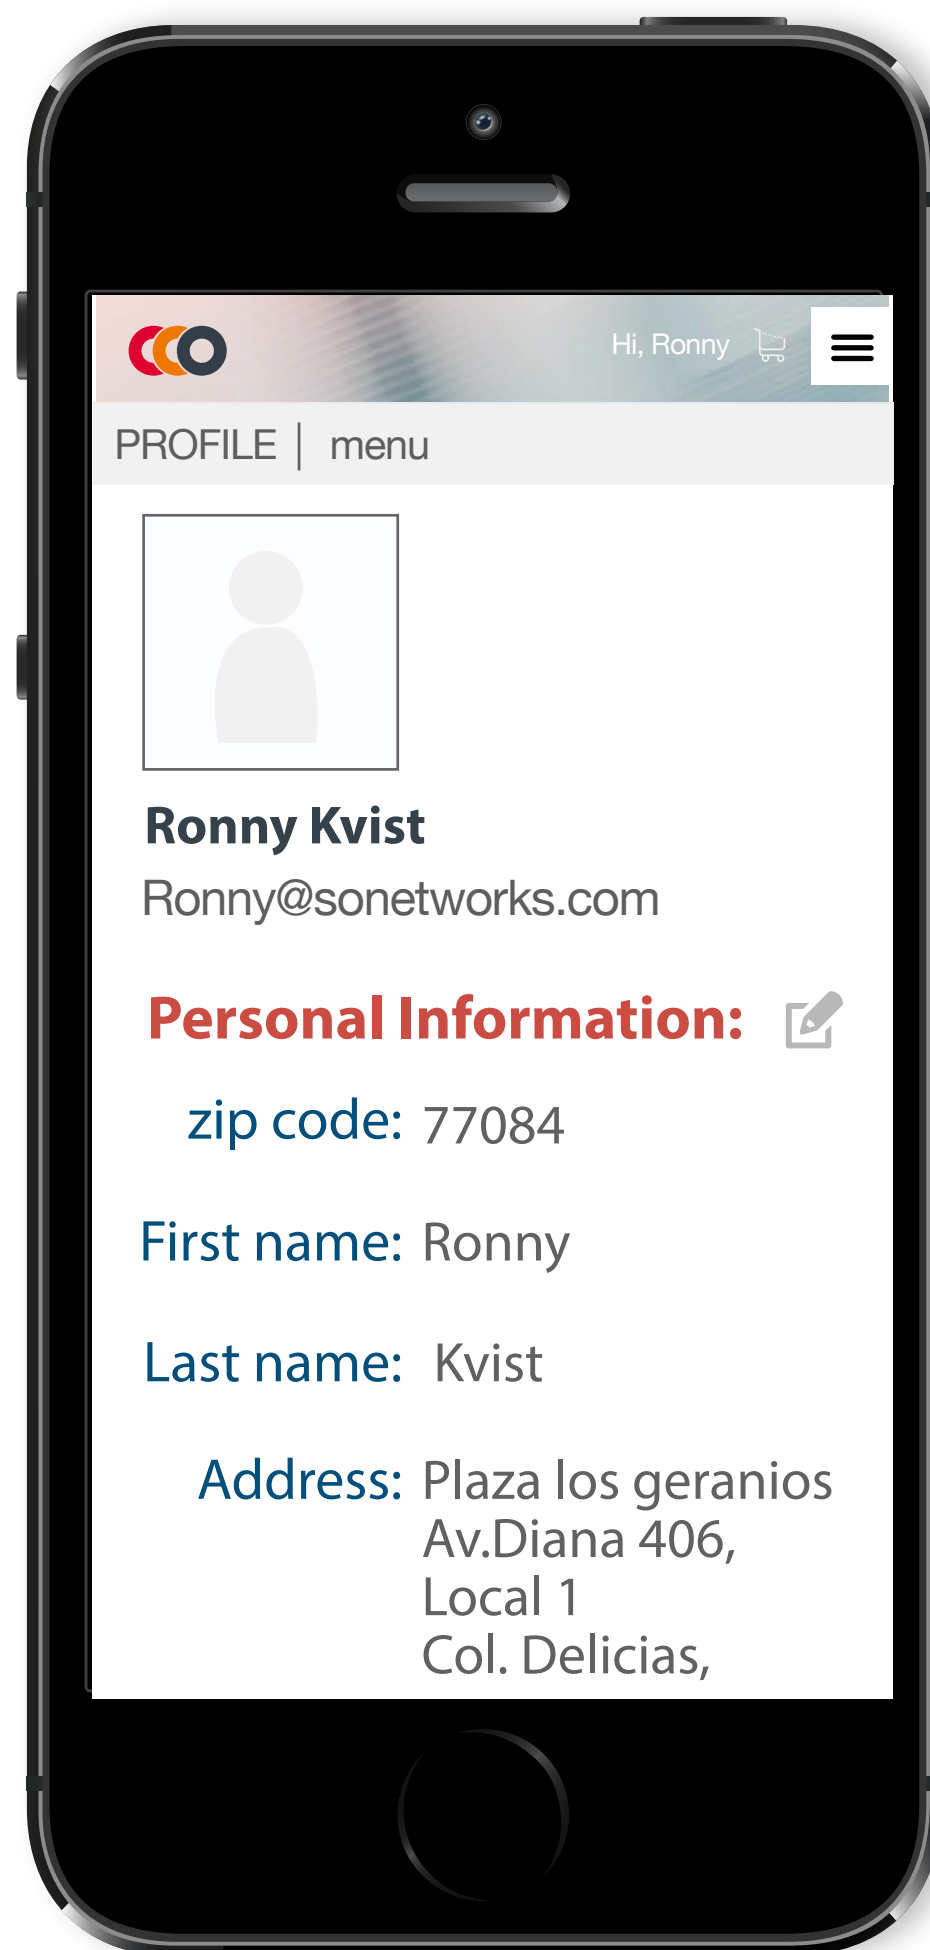 Hi, Ronny
PROFILE | menu
Ronny Kvist
Ronny@sonetworks.com
Personal Information:
zip code: 77084
First name: Ronny
Last name: Kvist
Address: Plaza los geranios
Av.Diana 406,
Local 1
Col. Delicias,